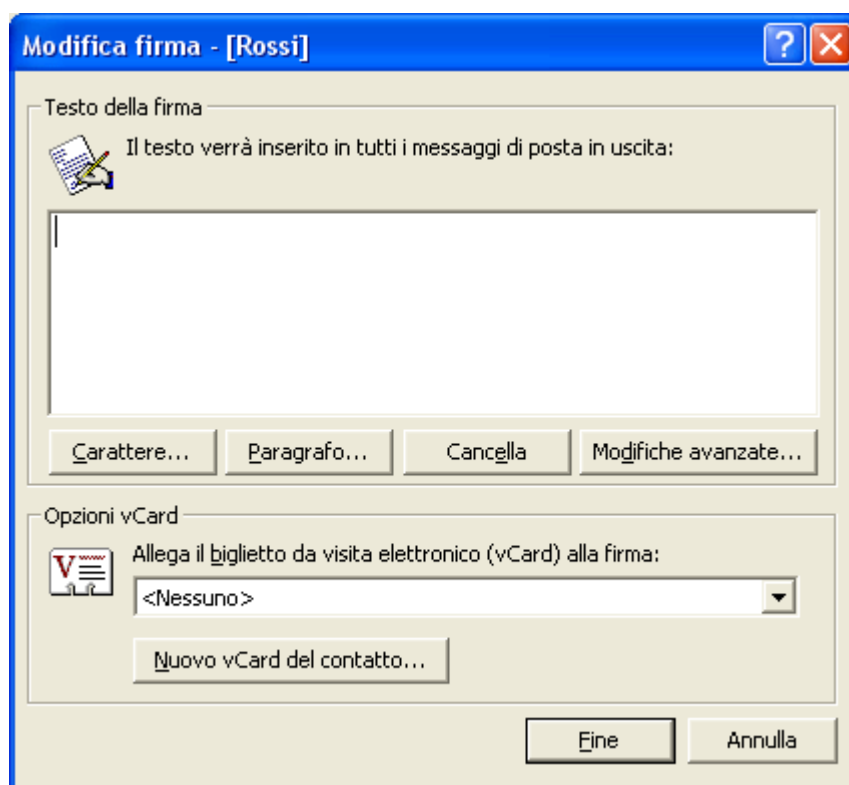 Modifica firma - [Rossi]
Testo della firma
Il testo verrà inserito in tutti i messaggi di posta in uscita:
Carattere... Paragrafo... Cancella Modifiche avanzate...
Opzioni vCard
Allega il biglietto da visita elettronico (vCard) alla firma:
<Nessuno>
Nuovo vCard del contatto...
Fine Annulla